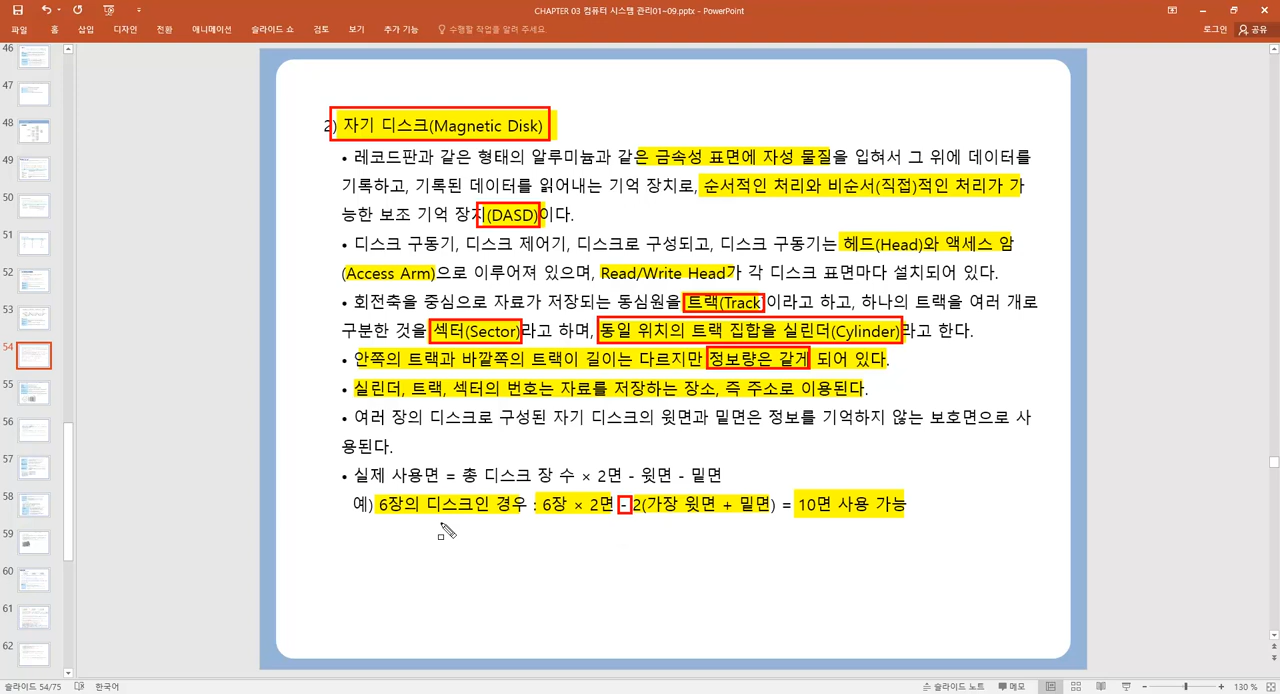 CHAPTER 03 컴퓨터 시스템 관리01~09.pptx - PowerPoint
파일 홈 삽입 디자인 전환 애니메이션 슬라이드 쇼 검토 보기 추가 기능 수행할 작업을 알려 주세요. 로그인 공유
46
47
48
49
50
51
52
53
54
55
56
57
58
59
60
61
62
2) 자기 디스크(Magnetic Disk)
• 레코드판과 같은 형태의 알루미늄과 같은 금속성 표면에 자성 물질을 입혀서 그 위에 데이터를
기록하고, 기록된 데이터를 읽어내는 기억 장치로, 순서적인 처리와 비순서(직접)적인 처리가 가
능한 보조 기억 장치(DASD)이다.
• 디스크 구동기, 디스크 제어기, 디스크로 구성되고, 디스크 구동기는 헤드(Head)와 액세스 암
(Access Arm)으로 이루어져 있으며, Read/Write Head가 각 디스크 표면마다 설치되어 있다.
• 회전축을 중심으로 자료가 저장되는 동심원을 트랙(Track)이라고 하고, 하나의 트랙을 여러 개로
구분한 것을 섹터(Sector)라고 하며, 동일 위치의 트랙 집합을 실린더(Cylinder)라고 한다.
• 안쪽의 트랙과 바깥쪽의 트랙이 길이는 다르지만 정보량은 같게 되어 있다.
• 실린더, 트랙, 섹터의 번호는 자료를 저장하는 장소, 즉 주소로 이용된다.
• 여러 장의 디스크로 구성된 자기 디스크의 윗면과 밑면은 정보를 기억하지 않는 보호면으로 사
용된다.
• 실제 사용면 = 총 디스크 장 수 × 2면 - 윗면 - 밑면
예) 6장의 디스크인 경우 : 6장 × 2면 - 2(가장 윗면 + 밑면) = 10면 사용 가능
슬라이드 54/75 한국어 슬라이드 노트 메모 130 %